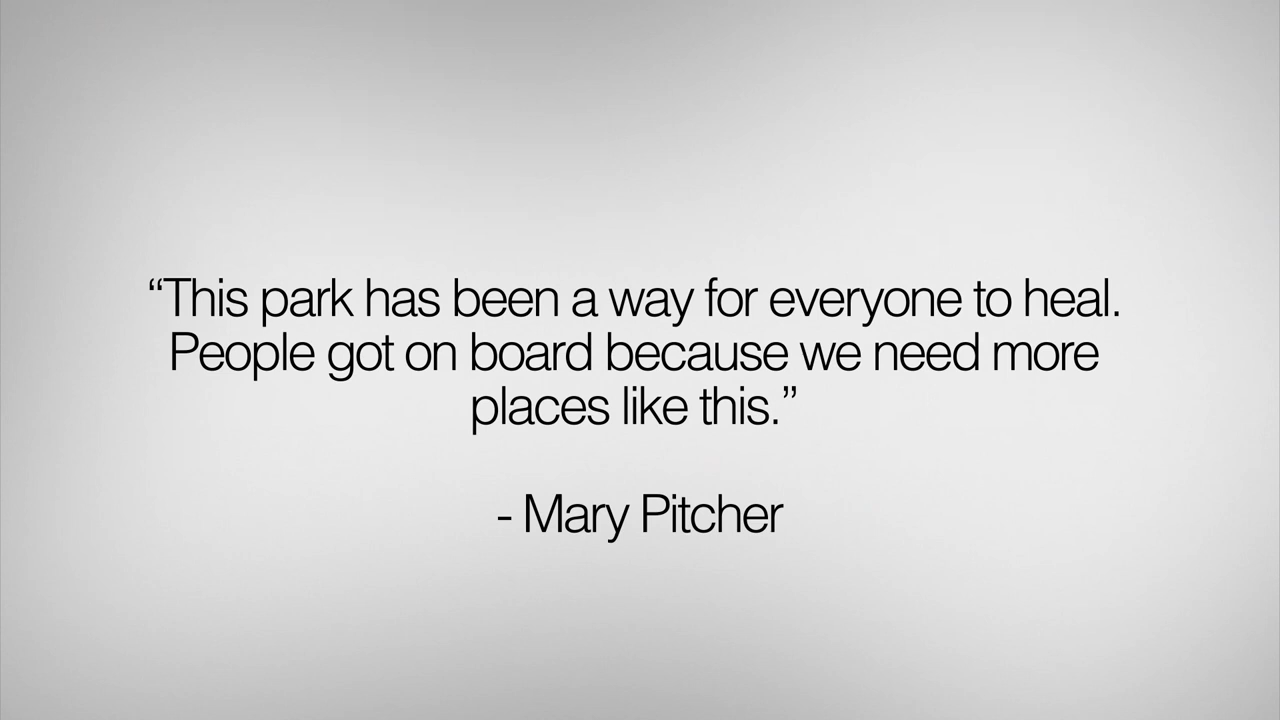 “This park has been a way for everyone to heal.
People got on board because we need more
places like this.”
- Mary Pitcher